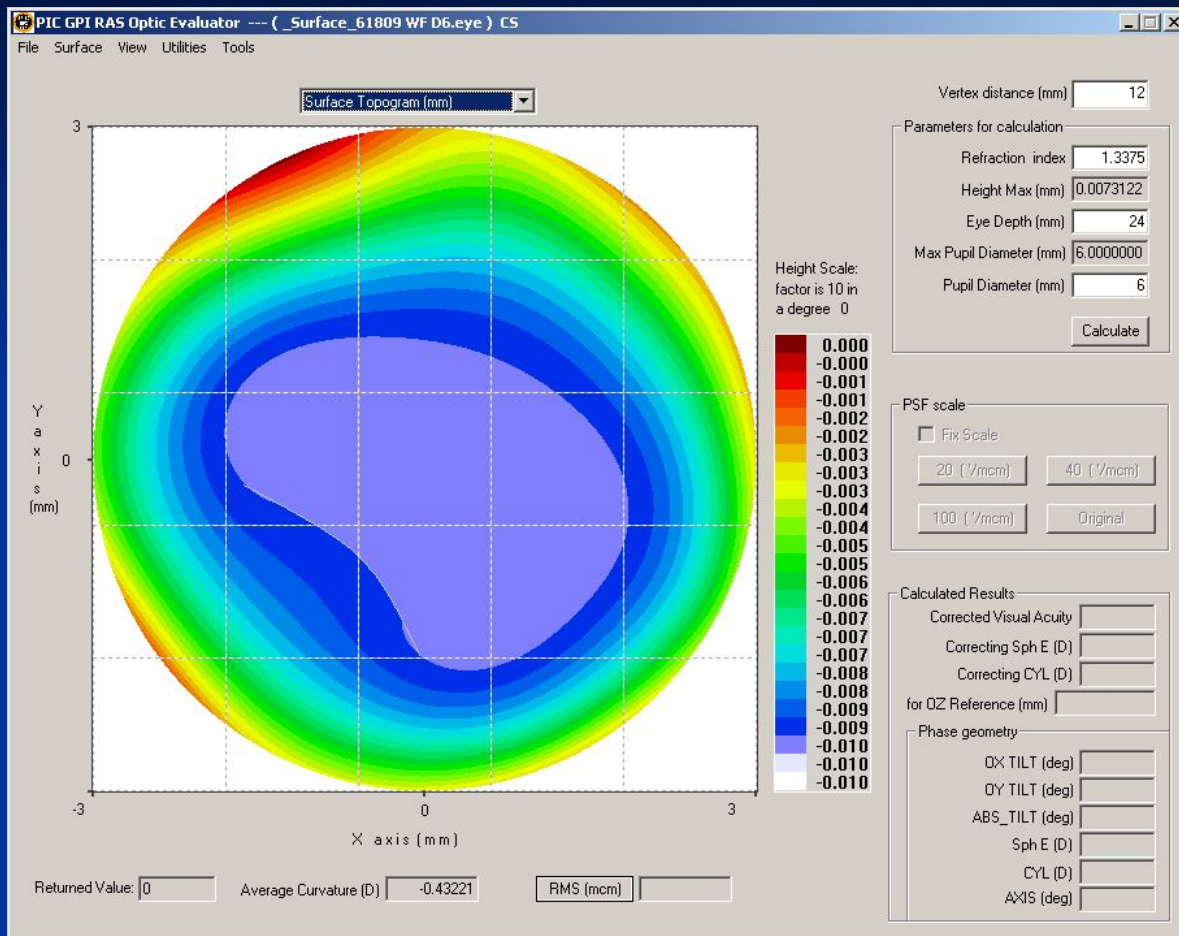 PIC GPI RAS Optic Evaluator --- ( _Surface_61809 WF D6.eye ) CS
File Surface View Utilities Tools
Surface Topogram (mm)
Vertex distance (mm) 12
Parameters for calculation
Refraction index 1.3375
Height Max (mm) 0.0073122
Eye Depth (mm) 24
Max Pupil Diameter (mm) 6.0000000
Pupil Diameter (mm) 6
Calculate
3
0
Y axis (mm)
-3 0 3
X axis (mm)
Height Scale:
factor is 10 in
a degree 0
0.000
-0.000
-0.001
-0.001
-0.002
-0.002
-0.003
-0.003
-0.003
-0.004
-0.004
-0.005
-0.005
-0.006
-0.007
-0.007
-0.007
-0.008
-0.008
-0.009
-0.009
-0.010
-0.010
-0.010
PSF scale
Fix Scale
20 ( '/mcm) 40 ( '/mcm)
100 ( '/mcm) Original
Calculated Results
Corrected Visual Acuity
Correcting Sph E (D)
Correcting CYL (D)
for OZ Reference (mm)
Phase geometry
OX TILT (deg)
OY TILT (deg)
ABS_TILT (deg)
Sph E (D)
CYL (D)
AXIS (deg)
Returned Value: 0 Average Curvature (D) -0.43221 RMS (mcm)